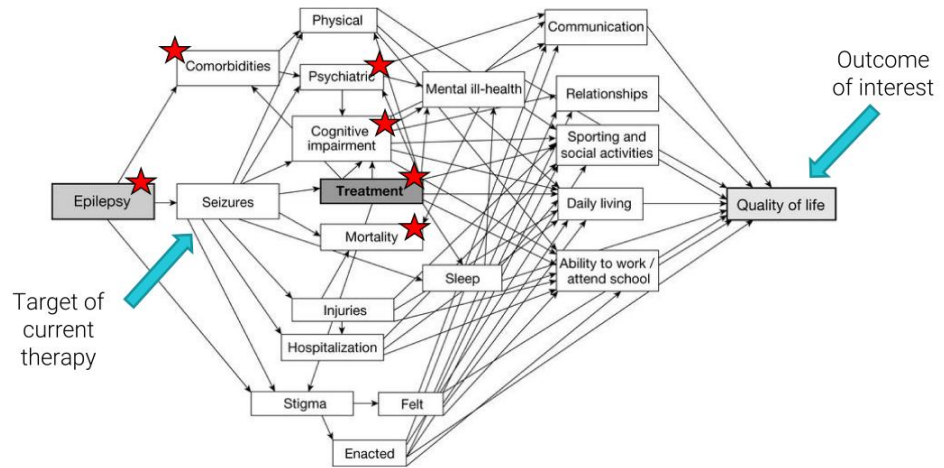 Physical
Communication
Comorbidities
Psychiatric
Mental ill-health
Relationships
Outcome
of interest
Cognitive
impairment
Sporting and
social activities
Epilepsy
Seizures
Treatment
Daily living
Quality of life
Mortality
Sleep
Ability to work /
attend school
Target of
current
therapy
Injuries
Hospitalization
Stigma
Felt
Enacted